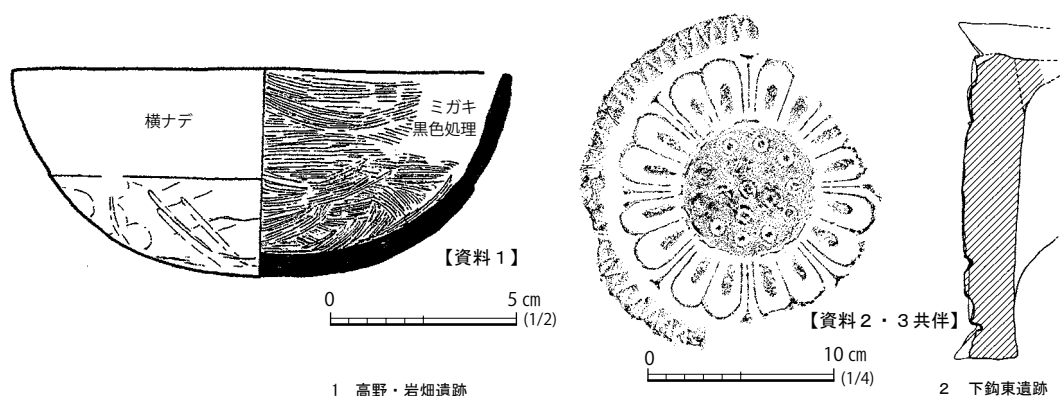 横ナデ
ミガキ
黒色処理
【資料１】
0 5 cm
(1/2)
1 高野・岩畑遺跡
【資料２・３共伴】
0 10 cm
(1/4)
2 下鈎東遺跡